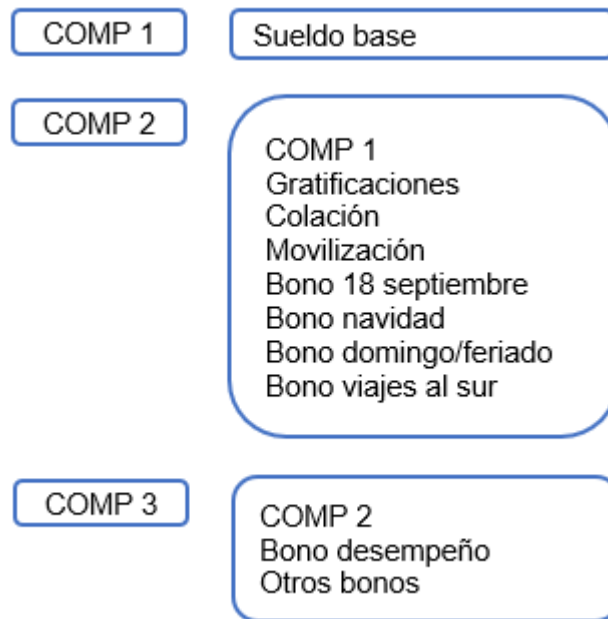 COMP 1
Sueldo base
COMP 2
COMP 1
Gratificaciones
Colación
Movilización
Bono 18 septiembre
Bono navidad
Bono domingo/feriado
Bono viajes al sur
COMP 3
COMP 2
Bono desempeño
Otros bonos